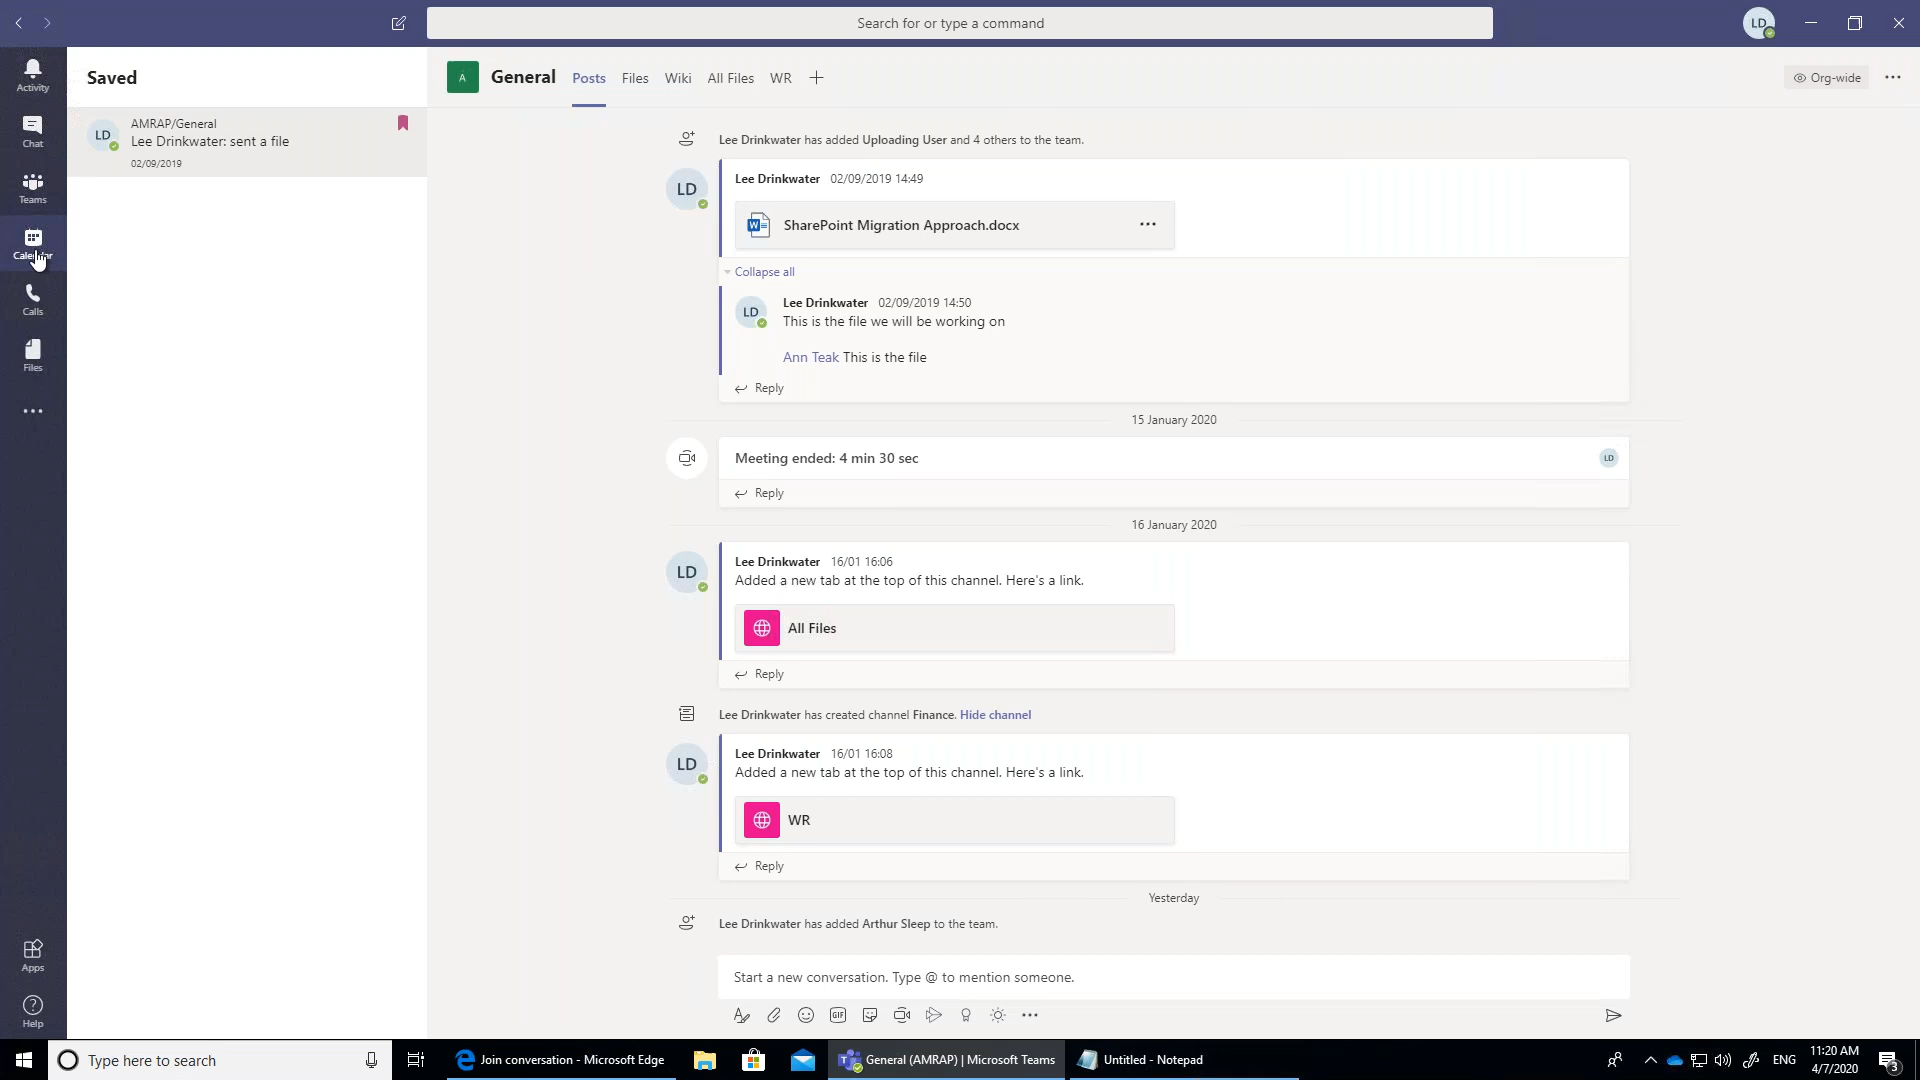 Search for or type a command
LD
Activity
Chat
Teams
Calls
Files
Apps
Help
Saved
LD
AMRAP/General
Lee Drinkwater: sent a file
02/09/2019
A
General
Posts
Files
Wiki
All Files
WR
Org-wide
Lee Drinkwater has added Uploading User and 4 others to the team.
LD
Lee Drinkwater 02/09/2019 14:49
SharePoint Migration Approach.docx
Collapse all
LD
Lee Drinkwater 02/09/2019 14:50
This is the file we will be working on
Ann Teak This is the file
Reply
15 January 2020
Meeting ended: 4 min 30 sec
LD
Reply
16 January 2020
LD
Lee Drinkwater 16/01 16:06
Added a new tab at the top of this channel. Here's a link.
All Files
Reply
Lee Drinkwater has created channel Finance. Hide channel
LD
Lee Drinkwater 16/01 16:08
Added a new tab at the top of this channel. Here's a link.
WR
Reply
Yesterday
Lee Drinkwater has added Arthur Sleep to the team.
Start a new conversation. Type @ to mention someone.
GIF
Type here to search
Join conversation - Microsoft Edge
General (AMRAP) | Microsoft Teams
Untitled - Notepad
ENG
11:20 AM
4/7/2020
3